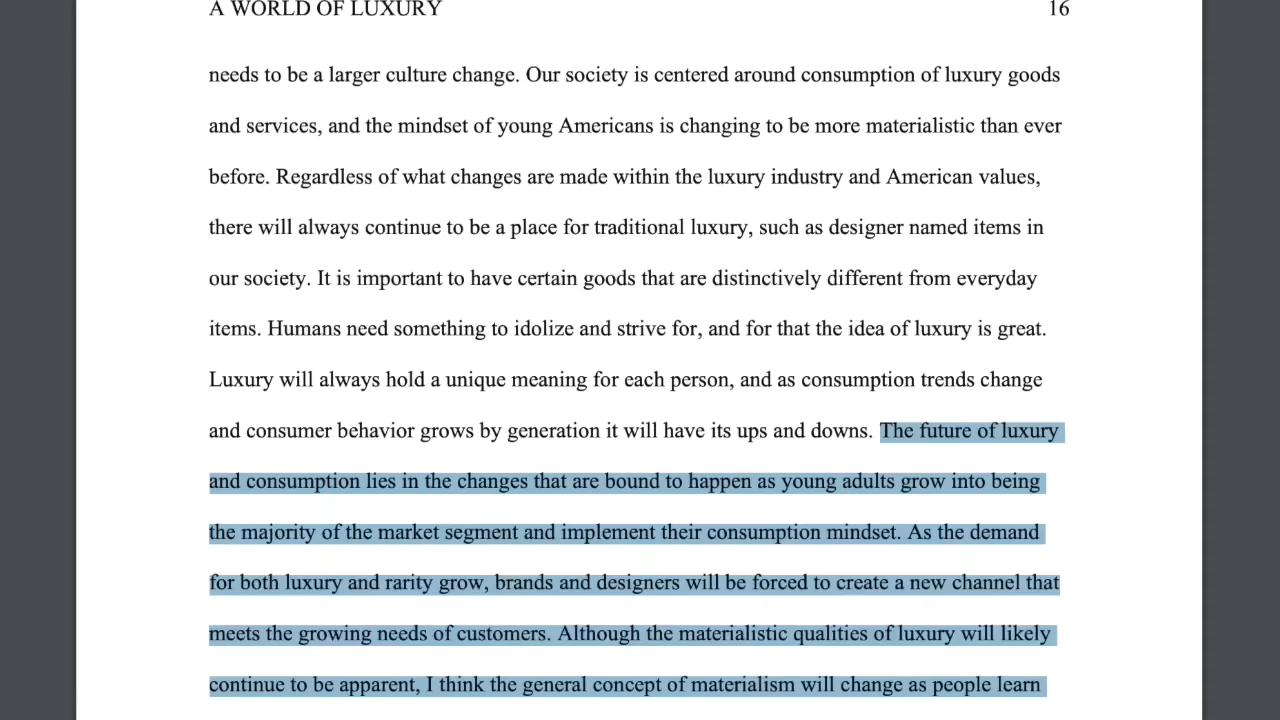 A WORLD OF LUXURY 16
needs to be a larger culture change. Our society is centered around consumption of luxury goods
and services, and the mindset of young Americans is changing to be more materialistic than ever
before. Regardless of what changes are made within the luxury industry and American values,
there will always continue to be a place for traditional luxury, such as designer named items in
our society. It is important to have certain goods that are distinctively different from everyday
items. Humans need something to idolize and strive for, and for that the idea of luxury is great.
Luxury will always hold a unique meaning for each person, and as consumption trends change
and consumer behavior grows by generation it will have its ups and downs. The future of luxury
and consumption lies in the changes that are bound to happen as young adults grow into being
the majority of the market segment and implement their consumption mindset. As the demand
for both luxury and rarity grow, brands and designers will be forced to create a new channel that
meets the growing needs of customers. Although the materialistic qualities of luxury will likely
continue to be apparent, I think the general concept of materialism will change as people learn